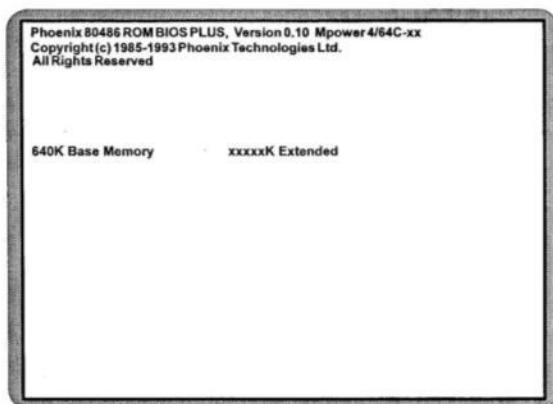 Phoenix 80486 ROM BIOS PLUS, Version 0.10 Mpower 4/64C-xx
Copyright (c) 1985-1993 Phoenix Technologies Ltd.
All Rights Reserved
640K Base Memory xxxxxK Extended